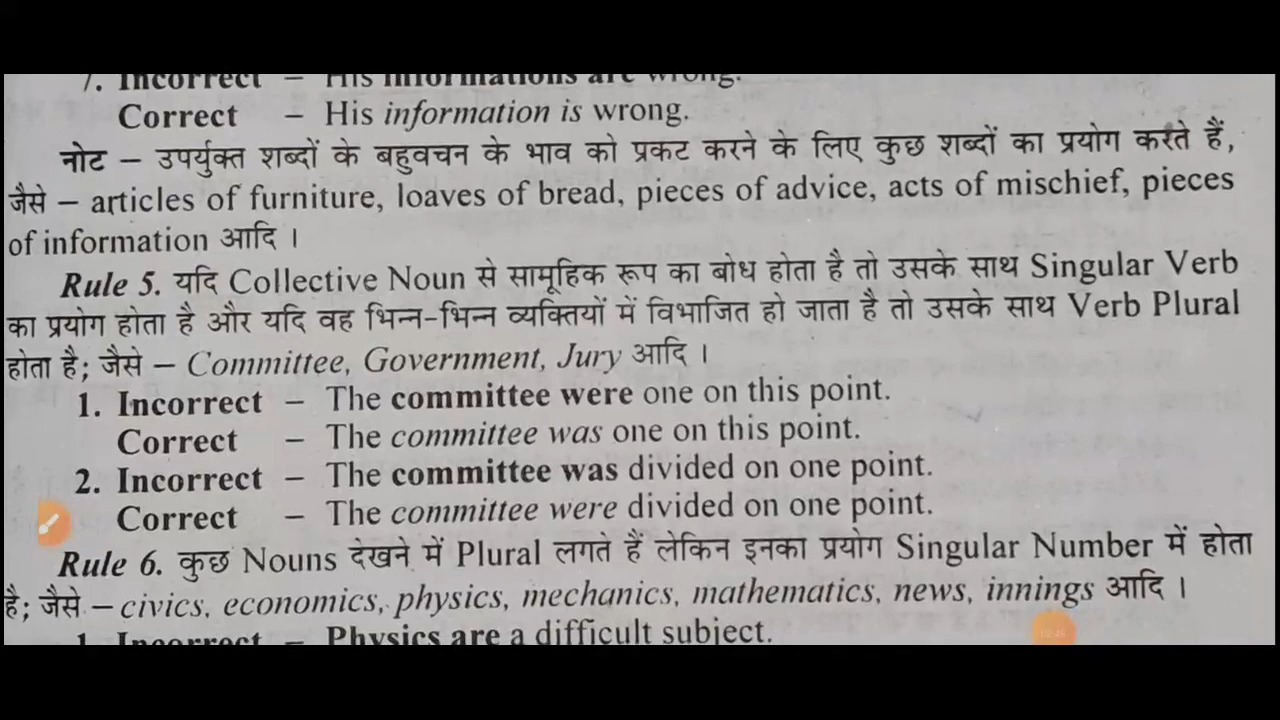 7. Incorrect – His informations are wrong.
Correct – His information is wrong.
नोट – उपर्युक्त शब्दों के बहुवचन के भाव को प्रकट करने के लिए कुछ शब्दों का प्रयोग करते हैं,
जैसे – articles of furniture, loaves of bread, pieces of advice, acts of mischief, pieces
of information आदि ।
Rule 5. यदि Collective Noun से सामूहिक रूप का बोध होता है तो उसके साथ Singular Verb
का प्रयोग होता है और यदि वह भिन्न-भिन्न व्यक्तियों में विभाजित हो जाता है तो उसके साथ Verb Plural
होता है; जैसे – Committee, Government, Jury आदि ।
1. Incorrect – The committee were one on this point.
Correct – The committee was one on this point.
2. Incorrect – The committee was divided on one point.
Correct – The committee were divided on one point.
Rule 6. कुछ Nouns देखने में Plural लगते हैं लेकिन इनका प्रयोग Singular Number में होता
है; जैसे – civics, economics, physics, mechanics, mathematics, news, innings आदि ।
1. Incorrect – Physics are a difficult subject.